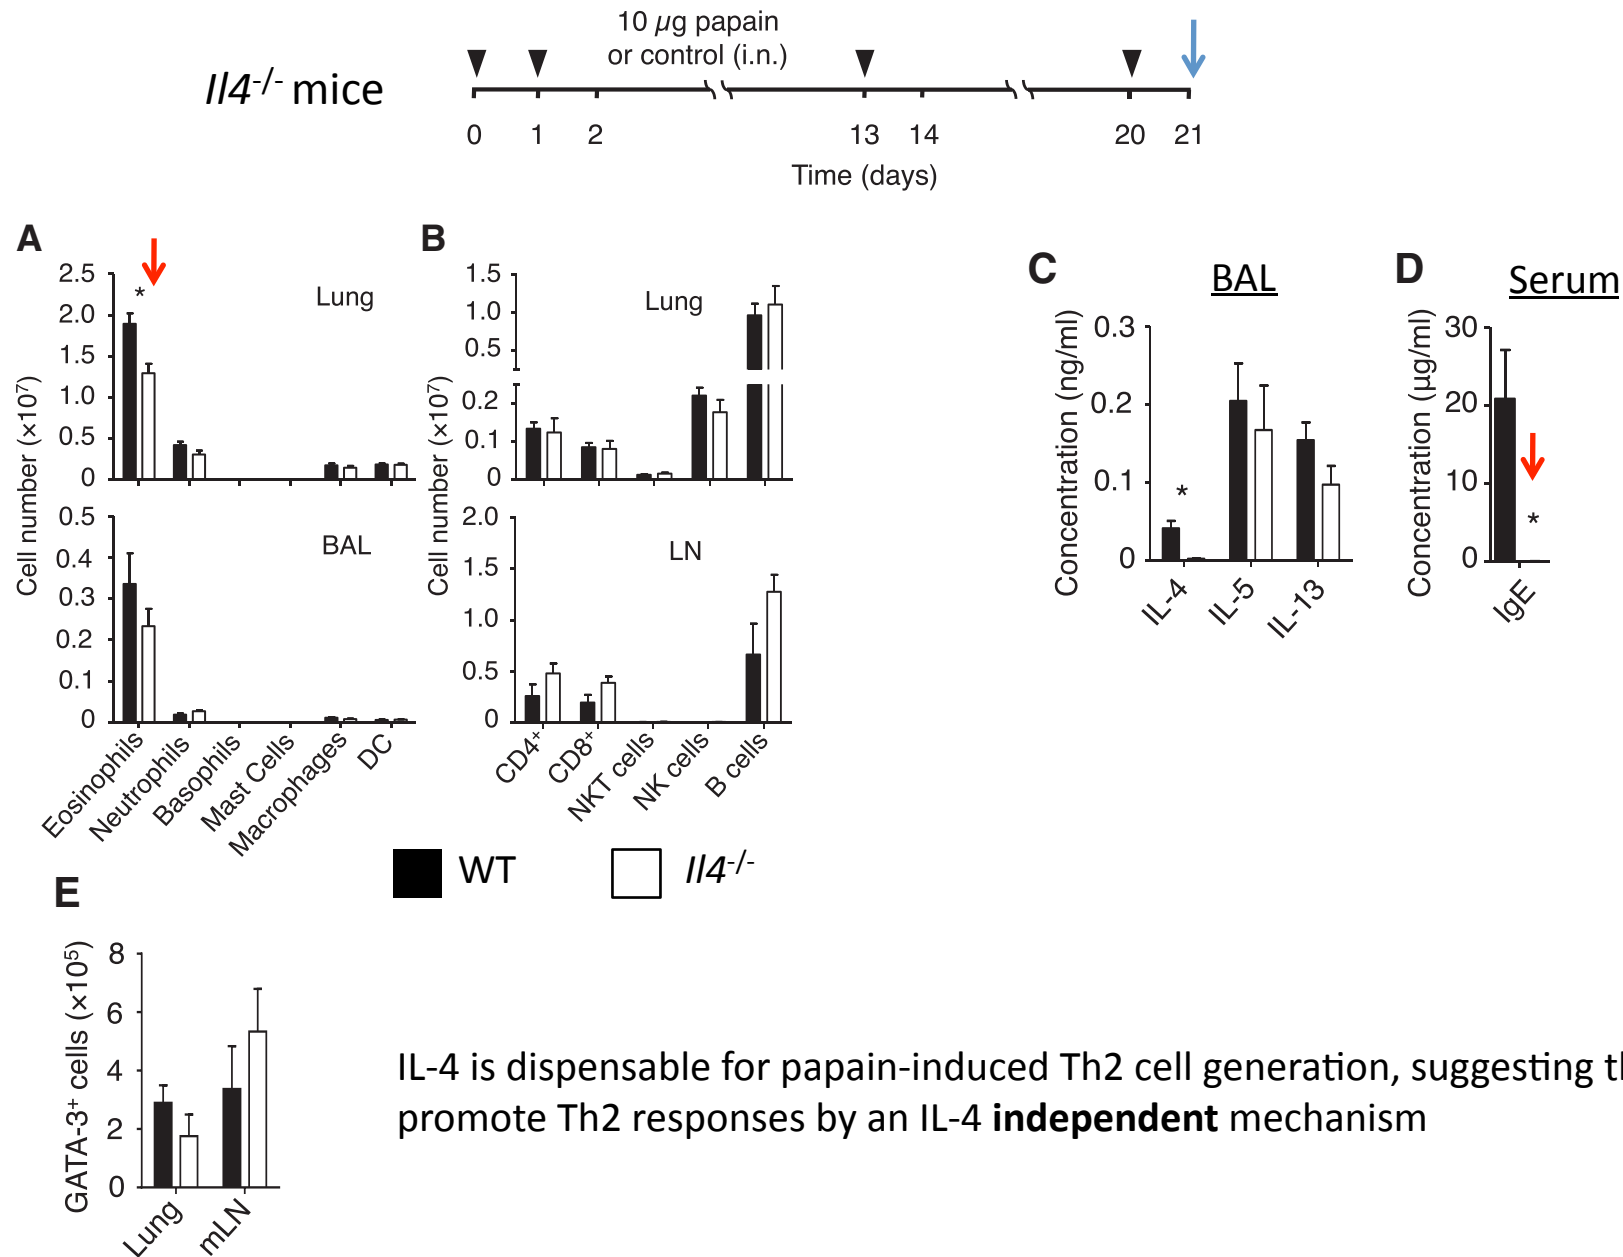 10 µg papain
or control (i.n.)
Il4-/- mice
0 1 2 13 14 20 21
Time (days)
A
Cell number (×10⁷)
2.5
2.0
1.5
1.0
0.5
0
*
Lung
0.5
0.4
0.3
0.2
0.1
0
BAL
Eosinophils
Neutrophils
Basophils
Mast Cells
Macrophages
DC
B
Cell number (×10⁷)
1.5
1.0
0.5
0.2
0.1
0
Lung
2.0
1.5
1.0
0.5
0
LN
CD4⁺
CD8⁺
NKT cells
NK cells
B cells
C
BAL
Concentration (ng/ml)
0.3
0.2
0.1
0
*
IL-4
IL-5
IL-13
D
Serum
Concentration (µg/ml)
30
20
10
0
*
IgE
WT
Il4-/-
E
GATA-3⁺ cells (×10⁵)
8
6
4
2
0
Lung
mLN
IL-4 is dispensable for papain-induced Th2 cell generation, suggesting
promote Th2 responses by an IL-4 independent mechanism